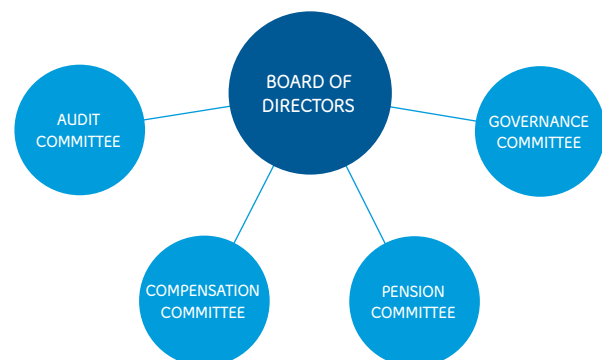 BOARD OF
DIRECTORS
AUDIT
COMMITTEE
GOVERNANCE
COMMITTEE
COMPENSATION
COMMITTEE
PENSION
COMMITTEE